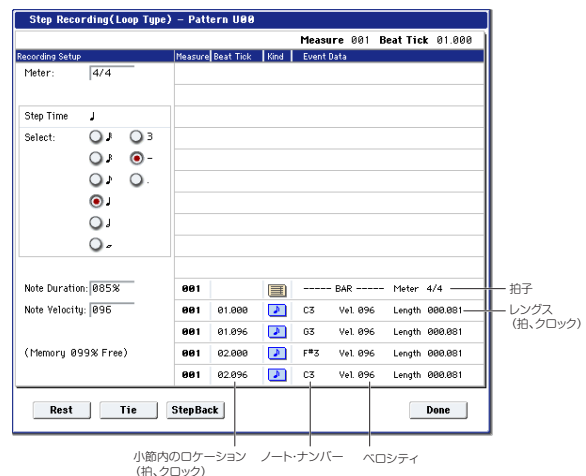 Step Recording(Loop Type) – Pattern U00
Measure 001 Beat Tick 01.000
Recording Setup Measure Beat Tick Kind Event Data
Meter: 4/4
Step Time ♩
Select: 3
–
.
Note Duration: 085% 001 ----- BAR ----- Meter 4/4 拍子
Note Velocity: 096 001 01.000 C3 Vel. 096 Length 000.081 レングス
(拍、クロック)
001 01.096 G3 Vel. 096 Length 000.081
(Memory 099% Free) 001 02.000 F#3 Vel. 096 Length 000.081
001 02.096 C3 Vel. 096 Length 000.081
Rest Tie StepBack Done
小節内のロケーション ノート・ナンバー ベロシティ
(拍、クロック)